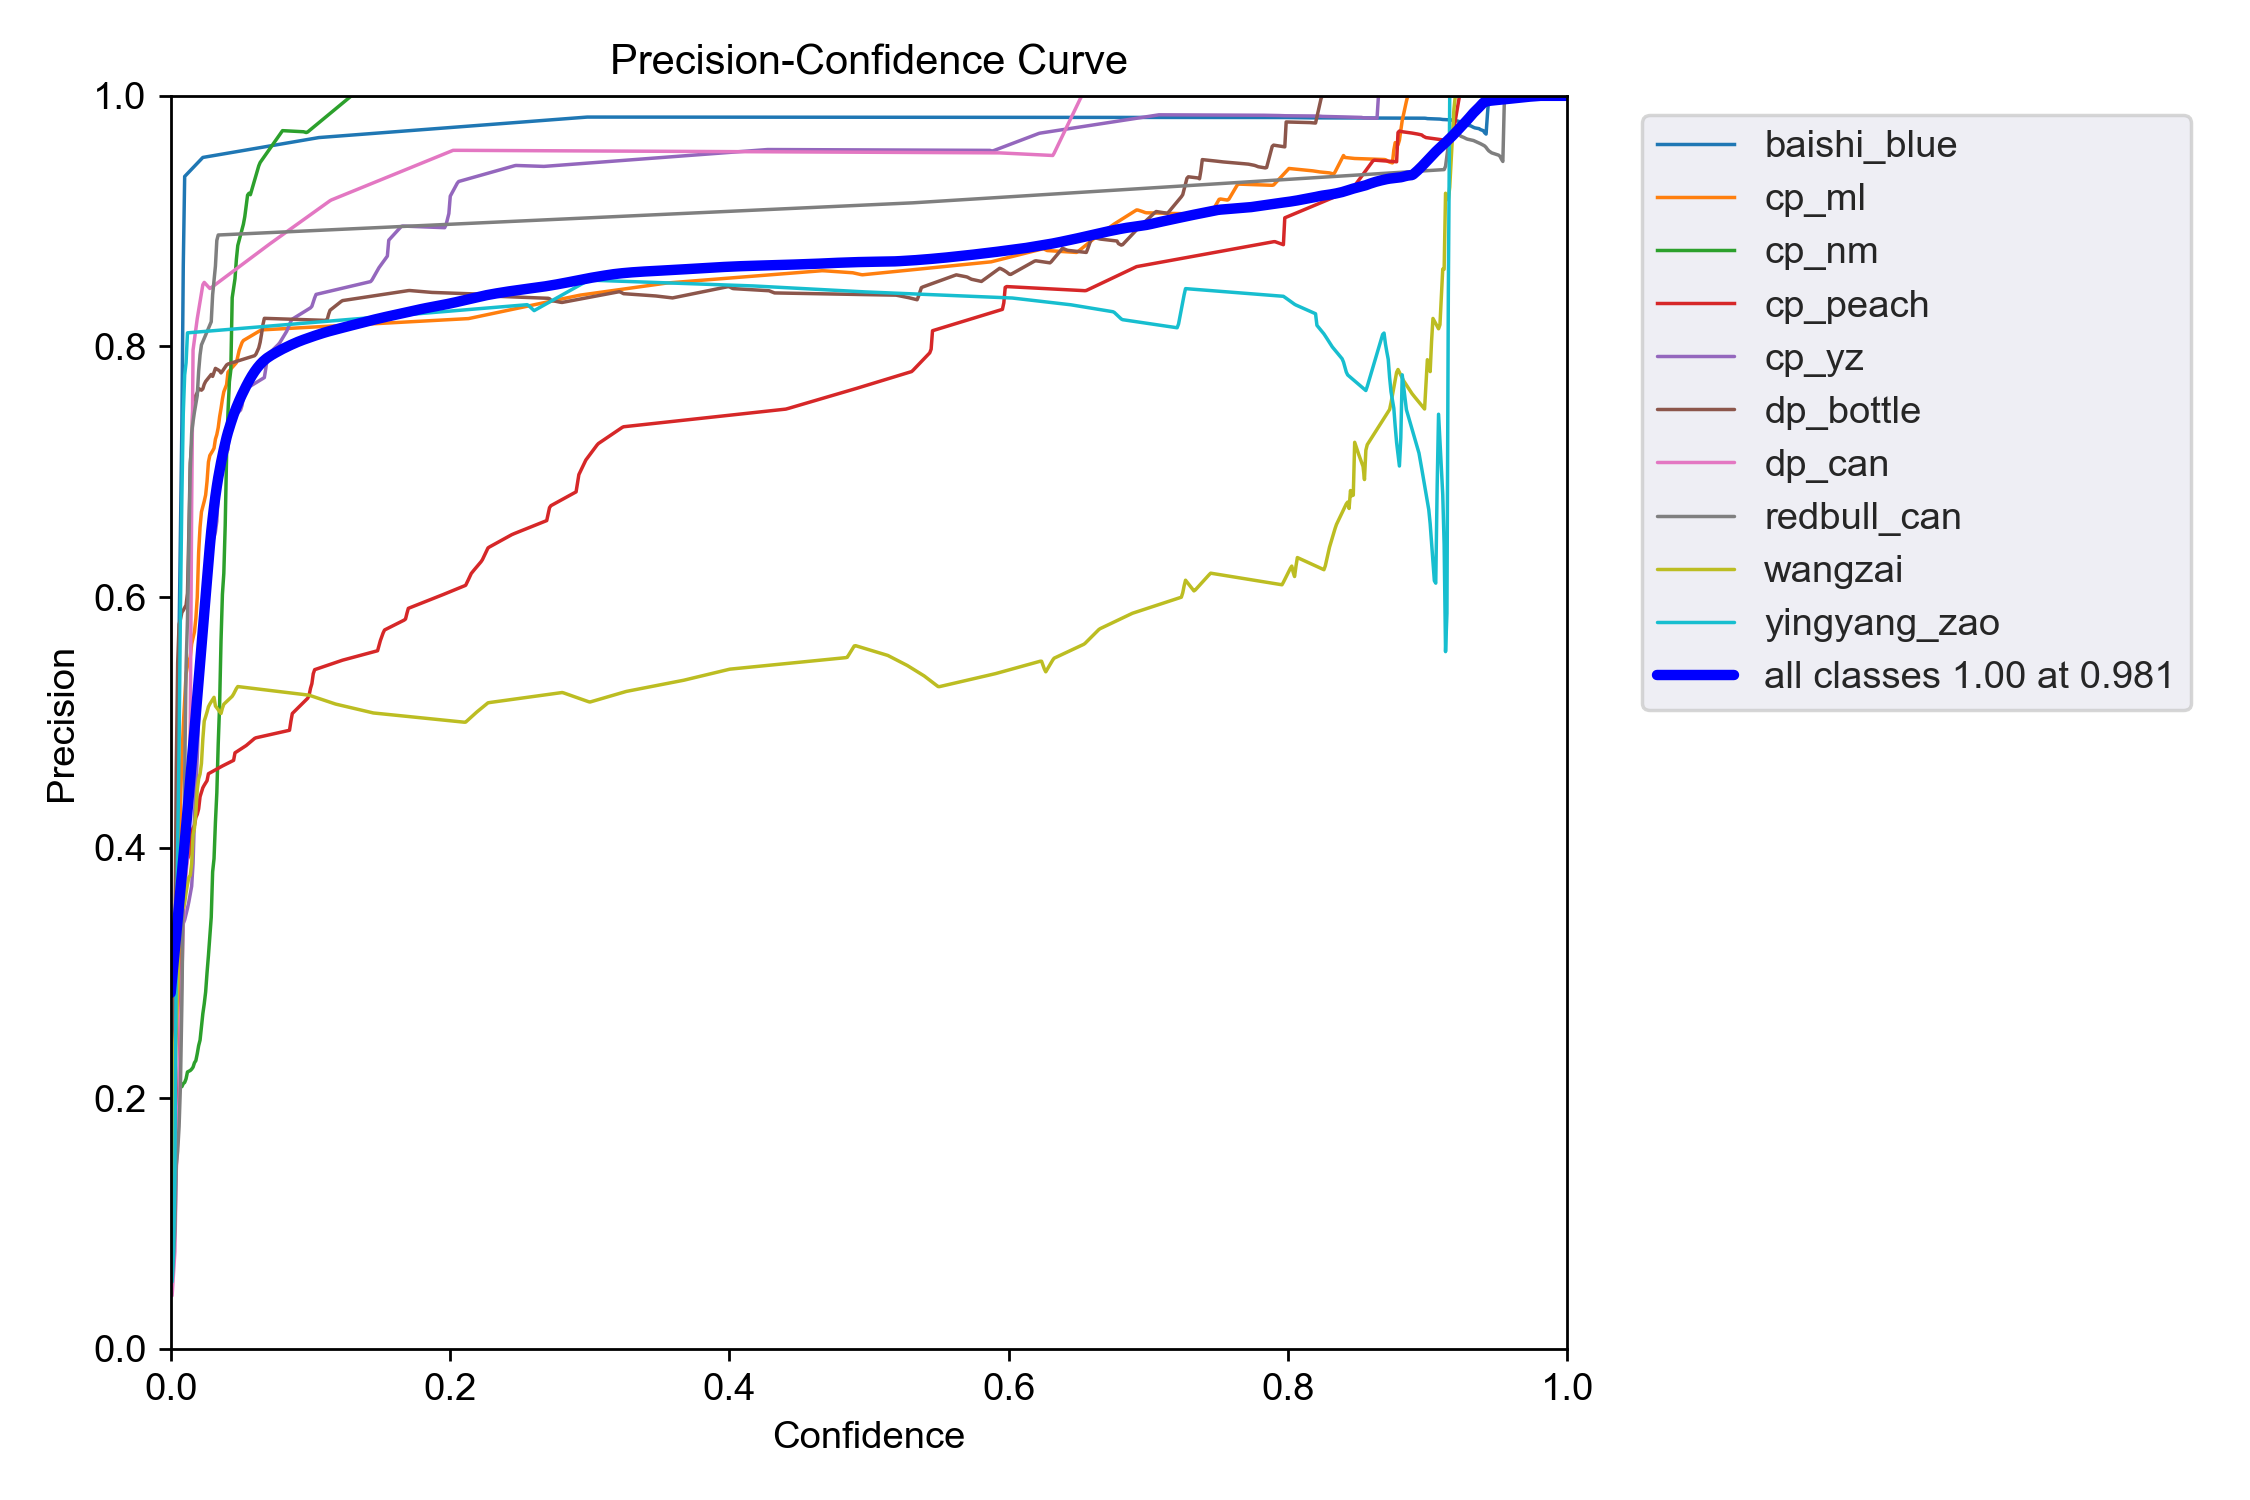 Precision-Confidence Curve
1.0
0.8
0.6
0.4
0.2
0.0
Precision
0.0 0.2 0.4 0.6 0.8 1.0
Confidence
baishi_blue
cp_ml
cp_nm
cp_peach
cp_yz
dp_bottle
dp_can
redbull_can
wangzai
yingyang_zao
all classes 1.00 at 0.981